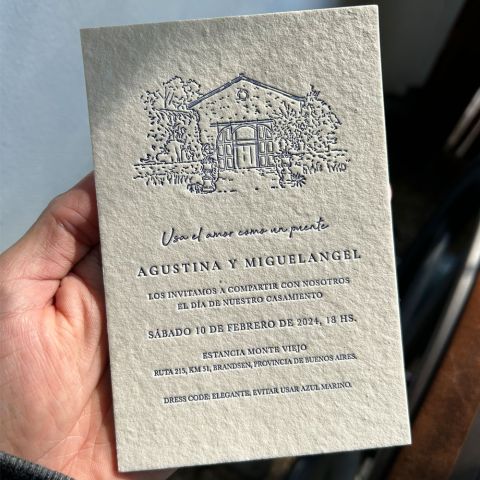 Usa el amor como un puente
AGUSTINA Y MIGUELANGEL
LOS INVITAMOS A COMPARTIR CON NOSOTROS
EL DÍA DE NUESTRO CASAMIENTO
SÁBADO 10 DE FEBRERO DE 2024, 18 HS.
ESTANCIA MONTE VIEJO
RUTA 215, KM 51, BRANDSEN, PROVINCIA DE BUENOS AIRES.
DRESS CODE: ELEGANTE; EVITAR USAR AZUL MARINO.